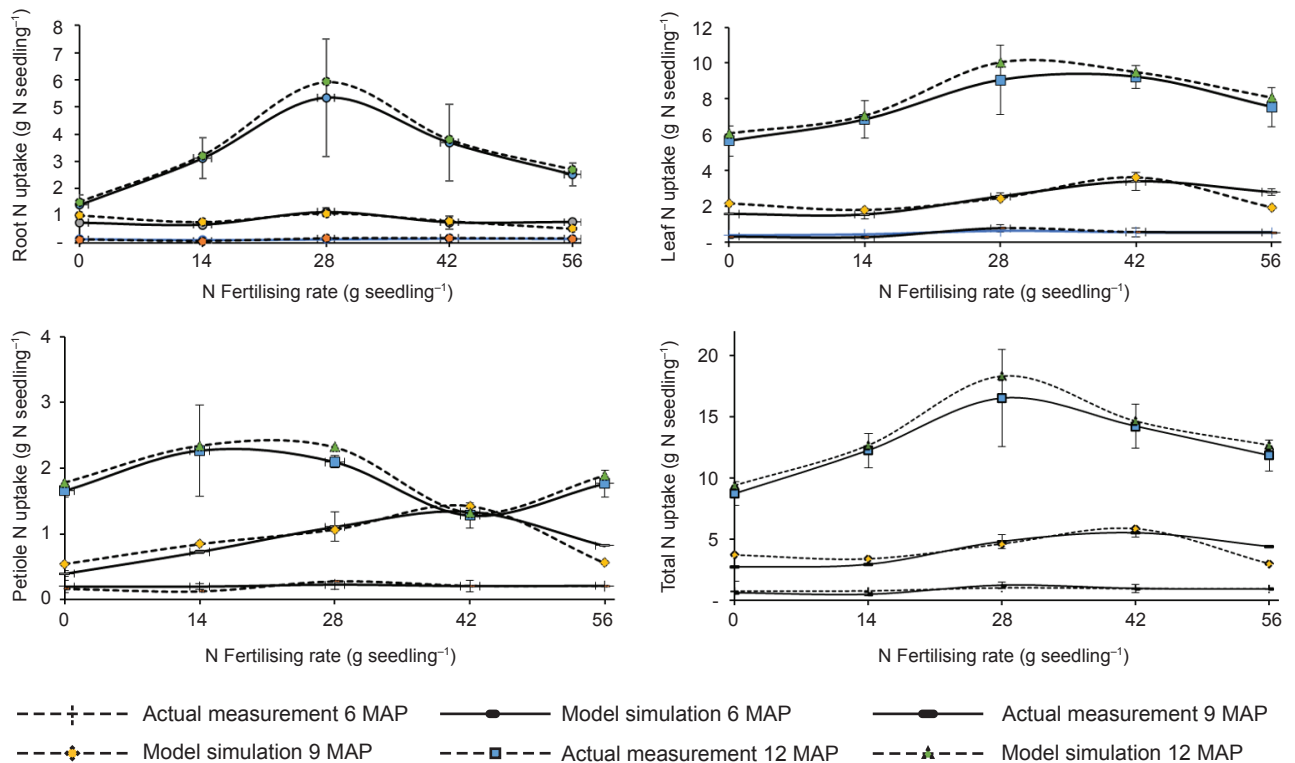 Root N uptake (g N seedling⁻¹)
8
7
6
5
4
3
2
1
-
0 14 28 42 56
N Fertilising rate (g seedling⁻¹)
Leaf N uptake (g N seedling⁻¹)
12
10
8
6
4
2
-
0 14 28 42 56
N Fertilising rate (g seedling⁻¹)
Petiole N uptake (g N seedling⁻¹)
4
3
2
1
0
0 14 28 42 56
N Fertilising rate (g seedling⁻¹)
Total N uptake (g N seedling⁻¹)
20
15
10
5
-
0 14 28 42 56
N Fertilising rate (g seedling⁻¹)
Actual measurement 6 MAP Model simulation 6 MAP Actual measurement 9 MAP
Model simulation 9 MAP Actual measurement 12 MAP Model simulation 12 MAP